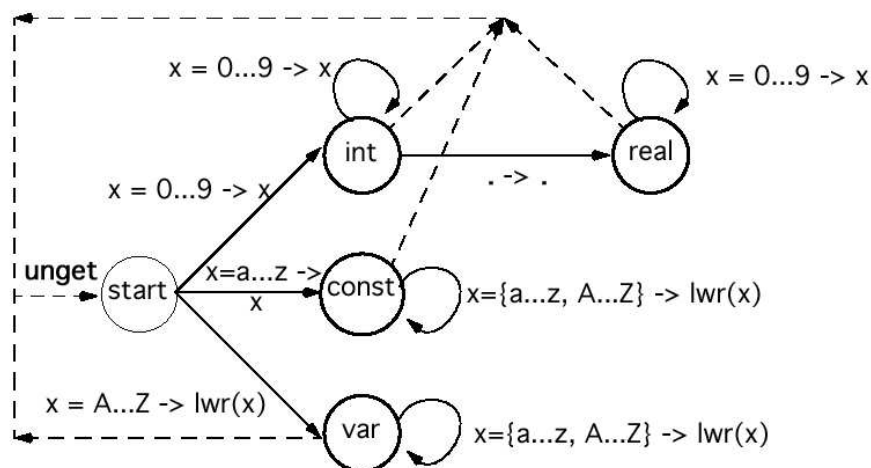 x = 0...9 -> x
x = 0...9 -> x
int
real
. -> .
x = 0...9 -> x
unget
start
x=a...z ->
x
const
x={a...z, A...Z} -> lwr(x)
x = A...Z -> lwr(x)
var
x={a...z, A...Z} -> lwr(x)